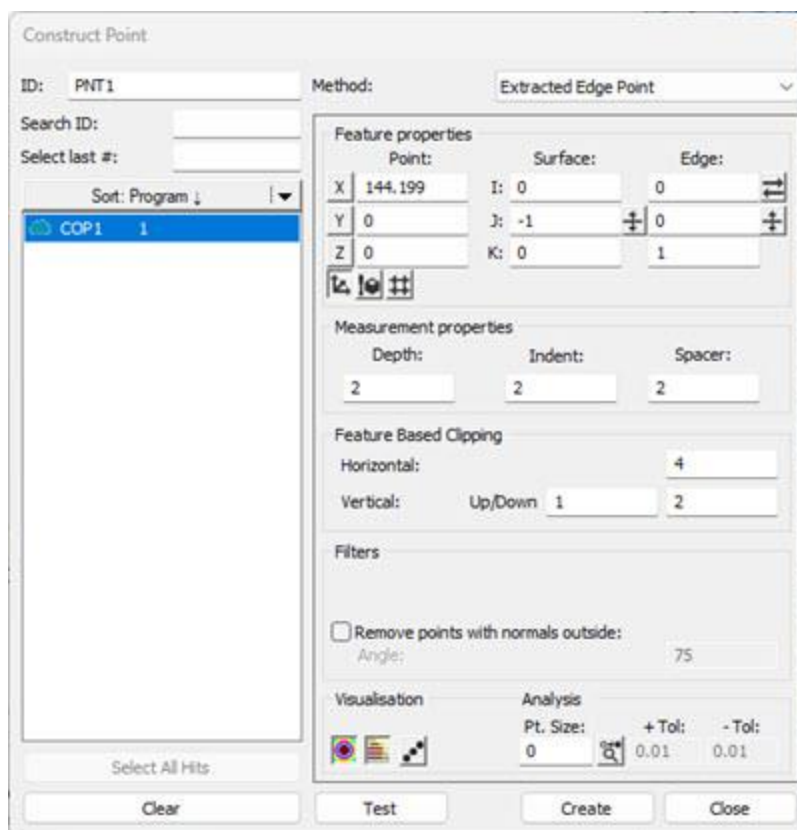 Construct Point
ID: PNT1 Method: Extracted Edge Point
Search ID:
Select last #:
Sort: Program ↓
COP1 1
Select All Hits
Clear
Feature properties
Point: Surface: Edge:
X 144.199 I: 0 0
Y 0 J: -1 0
Z 0 K: 0 1
Measurement properties
Depth: Indent: Spacer:
2 2 2
Feature Based Clipping
Horizontal: 4
Vertical: Up/Down 1 2
Filters
Remove points with normals outside:
Angle: 75
Visualisation Analysis
Pt. Size: + Tol: - Tol:
0 0.01 0.01
Test Create Close